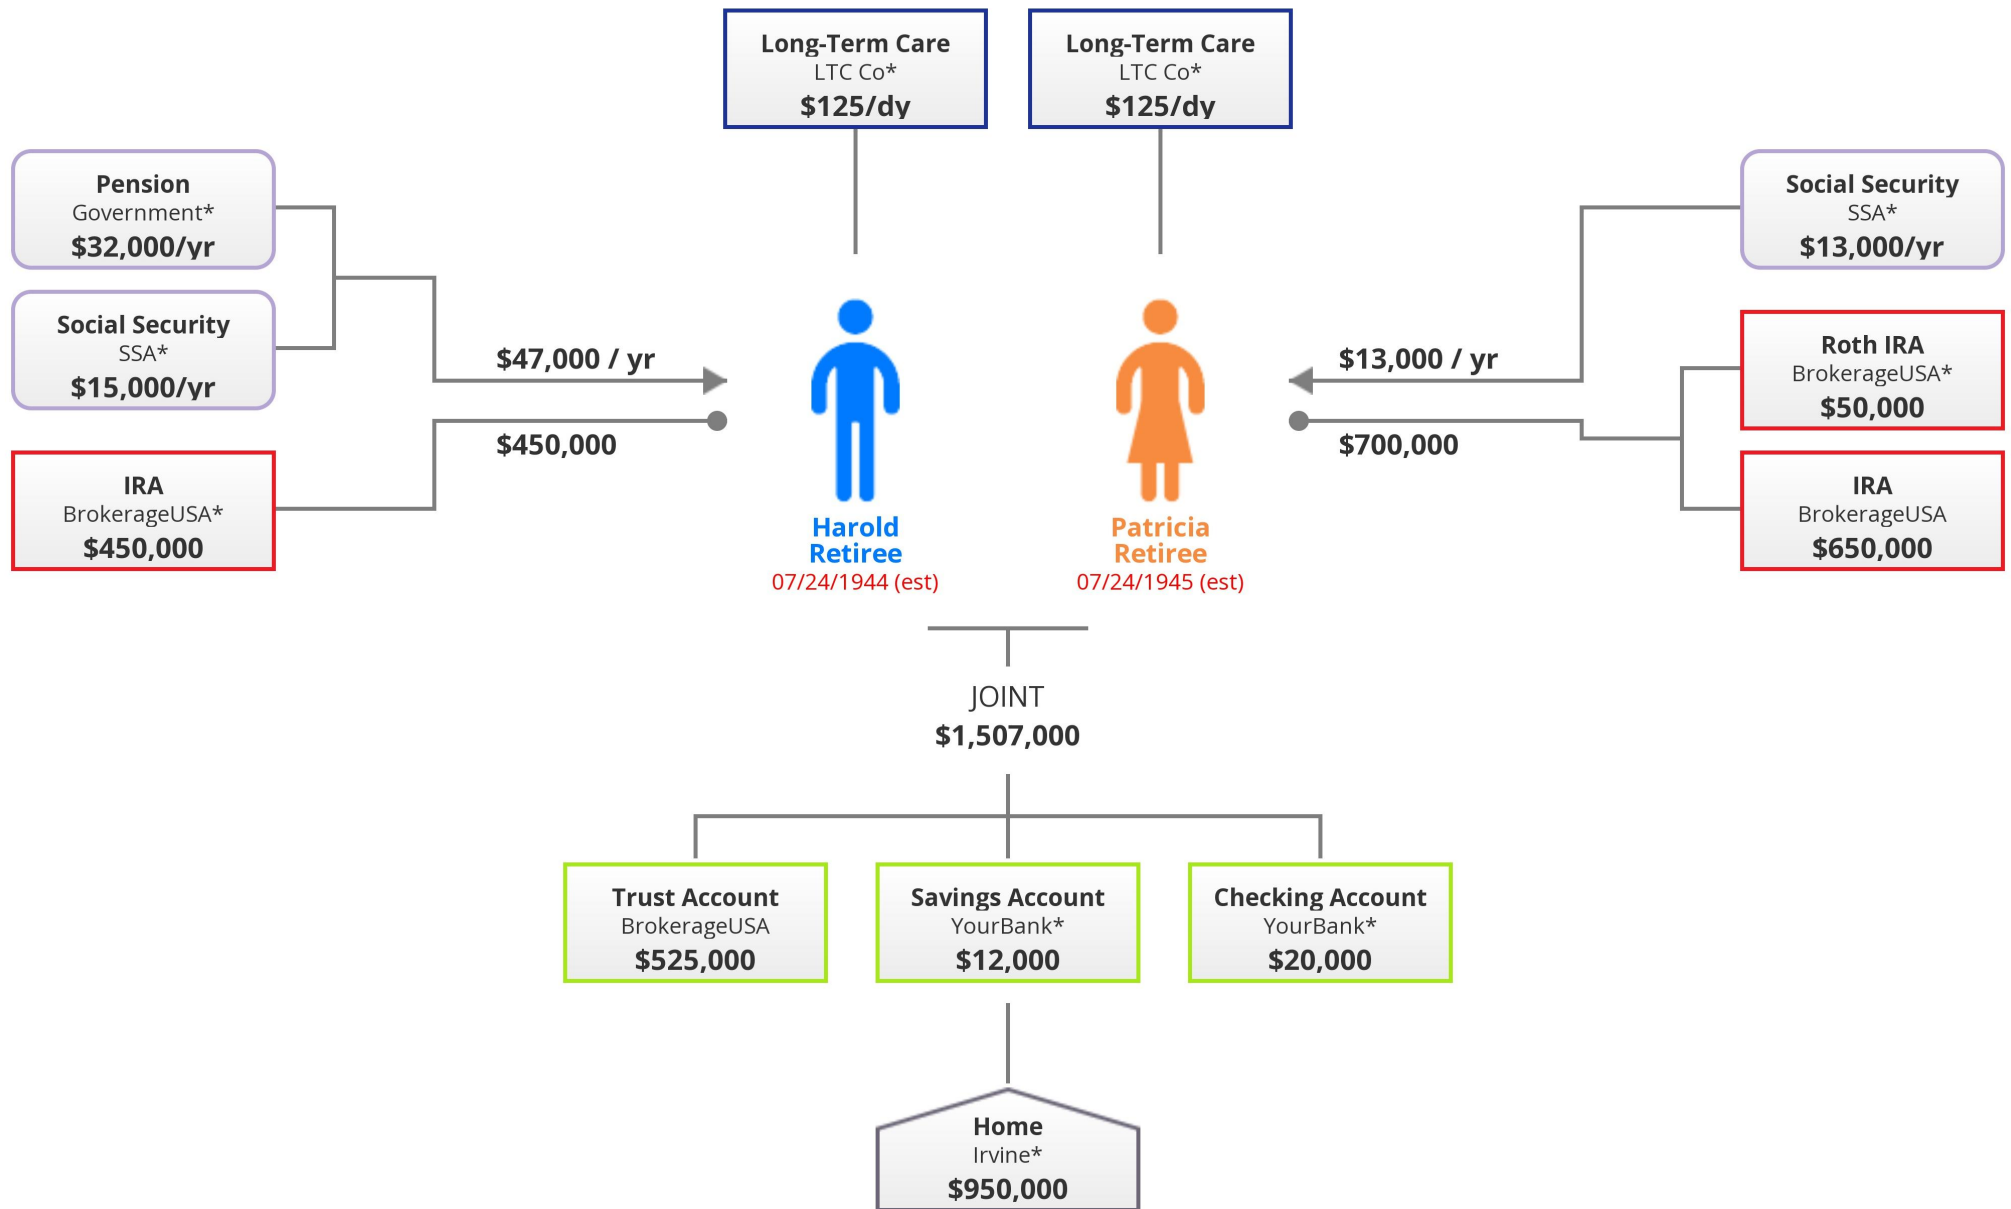 Long-Term Care
LTC Co*
$125/dy
Long-Term Care
LTC Co*
$125/dy
Pension
Government*
$32,000/yr
Social Security
SSA*
$15,000/yr
IRA
BrokerageUSA*
$450,000
$47,000 / yr
$450,000
Harold
Retiree
07/24/1944 (est)
Patricia
Retiree
07/24/1945 (est)
$13,000 / yr
$700,000
Social Security
SSA*
$13,000/yr
Roth IRA
BrokerageUSA*
$50,000
IRA
BrokerageUSA
$650,000
JOINT
$1,507,000
Trust Account
BrokerageUSA
$525,000
Savings Account
YourBank*
$12,000
Checking Account
YourBank*
$20,000
Home
Irvine*
$950,000